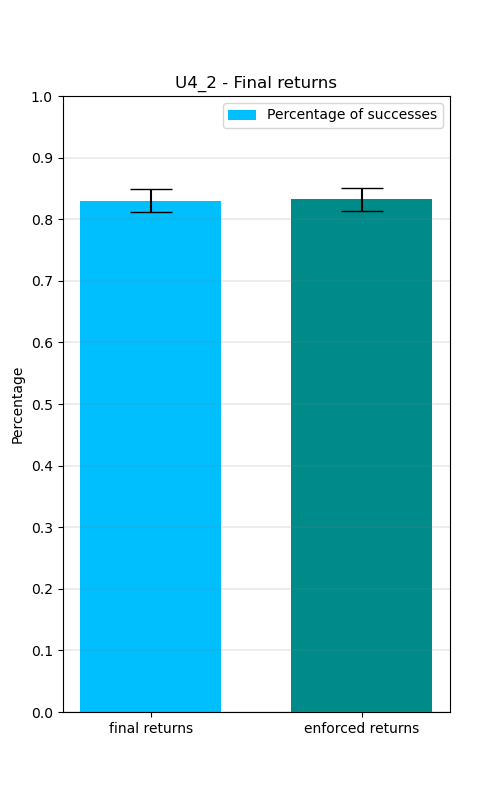 U4_2 - Final returns
Percentage of successes
1.0
0.9
0.8
0.7
0.6
0.5
0.4
0.3
0.2
0.1
0.0
Percentage
final returns
enforced returns